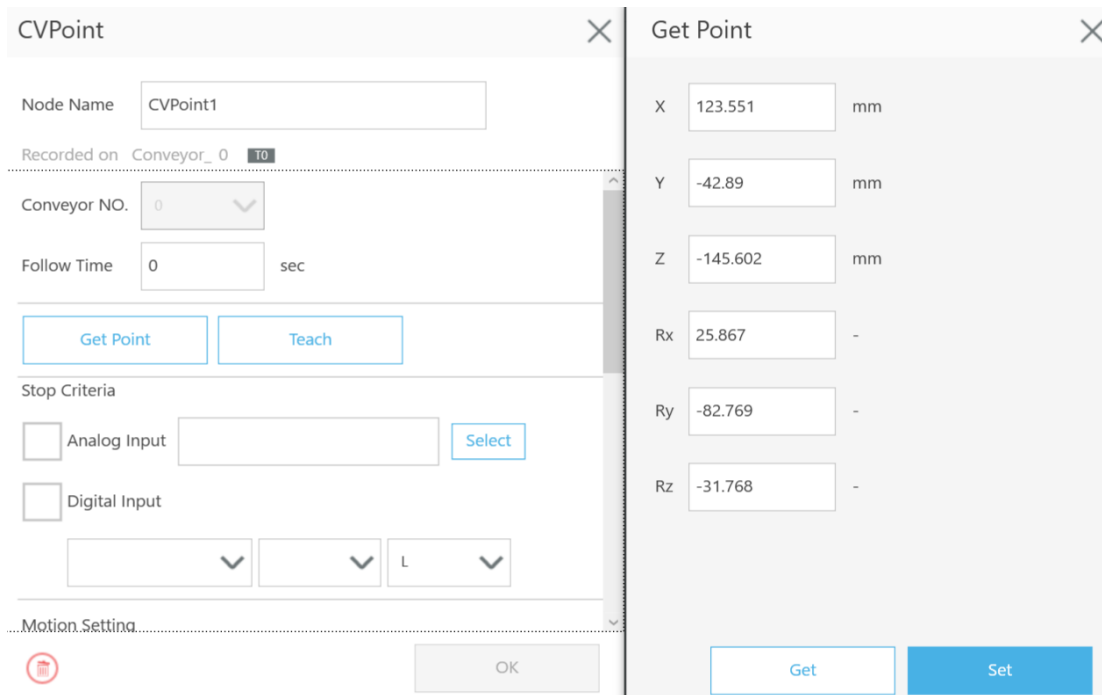 CVPoint
Node Name CVPoint1
Recorded on Conveyor_ 0 T0
Conveyor NO. 0
Follow Time 0 sec
Get Point Teach
Stop Criteria
Analog Input Select
Digital Input
L
Motion Setting
OK
Get Point
X 123.551 mm
Y -42.89 mm
Z -145.602 mm
Rx 25.867 -
Ry -82.769 -
Rz -31.768 -
Get Set